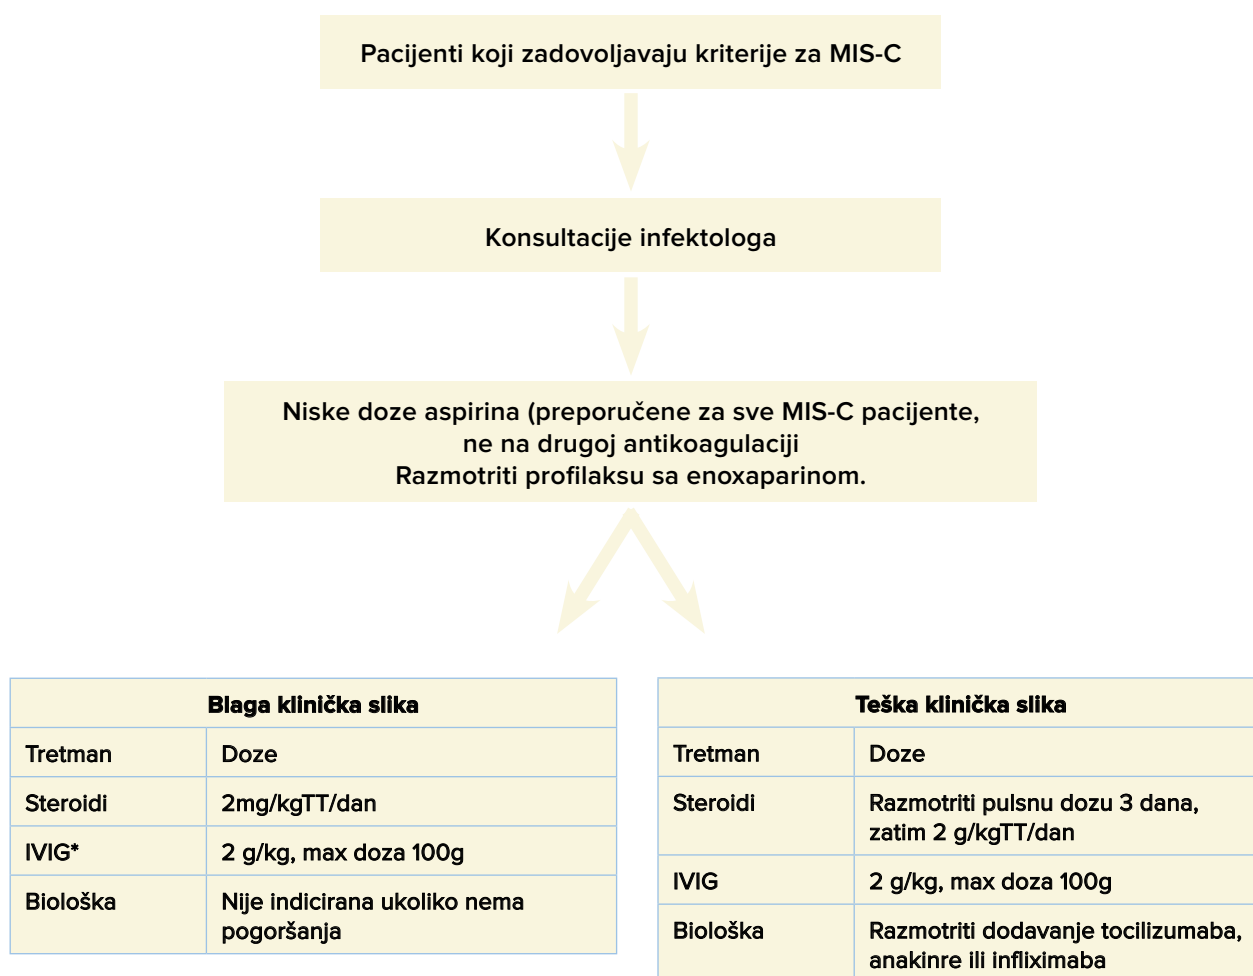 Pacijenti koji zadovoljavaju kriterije za MIS-C
Konsultacije infektologa
Niske doze aspirina (preporučene za sve MIS-C pacijente,
ne na drugoj antikoagulaciji
Razmotriti profilaksu sa enoxaparinom.
Blaga klinička slika
Tretman Doze
Steroidi 2mg/kgTT/dan
IVIG* 2 g/kg, max doza 100g
Biološka Nije indicirana ukoliko nema
pogoršanja
Teška klinička slika
Tretman Doze
Steroidi Razmotriti pulsnu dozu 3 dana,
zatim 2 g/kgTT/dan
IVIG 2 g/kg, max doza 100g
Biološka Razmotriti dodavanje tocilizumaba,
anakinre ili infliximaba